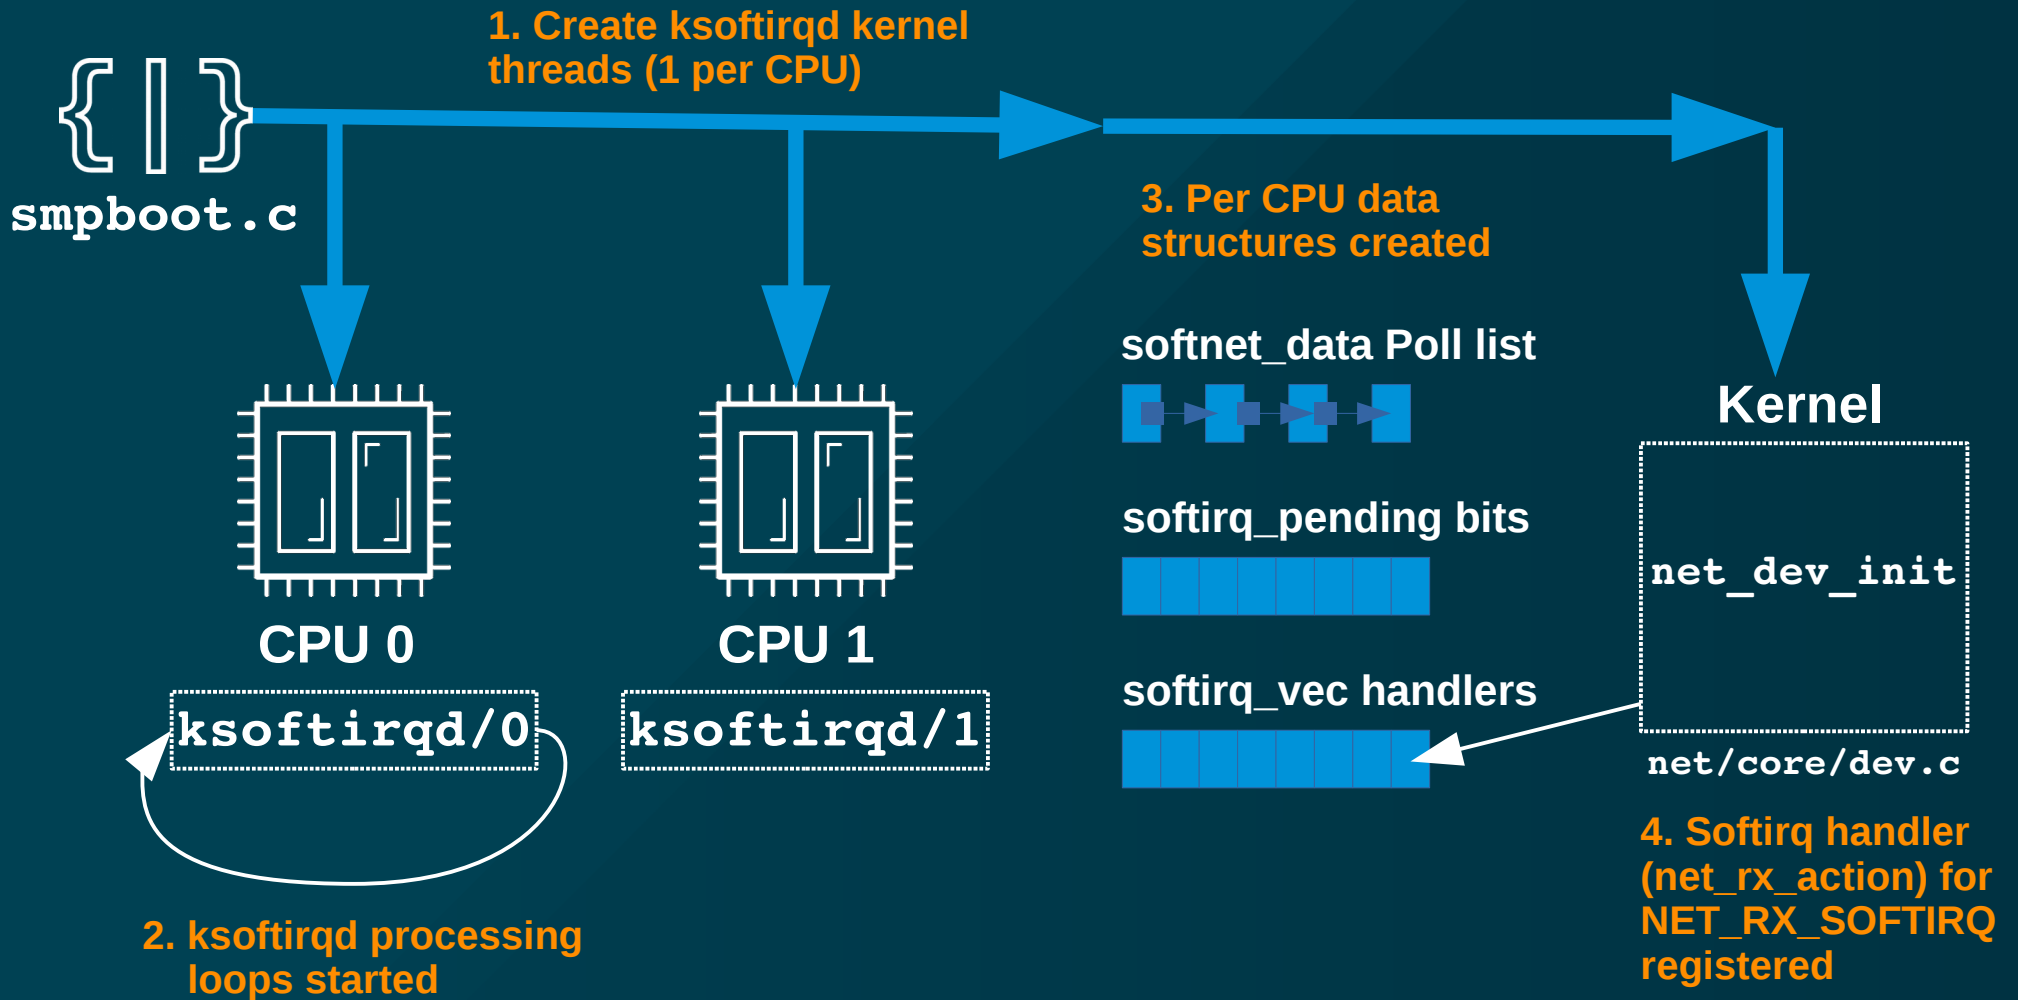 1. Create ksoftirqd kernel
threads (1 per CPU)
smpboot.c
3. Per CPU data
structures created
softnet_data Poll list
Kernel
softirq_pending bits
net_dev_init
CPU 0
CPU 1
softirq_vec handlers
ksoftirqd/0
ksoftirqd/1
net/core/dev.c
4. Softirq handler
(net_rx_action) for
NET_RX_SOFTIRQ
registered
2. ksoftirqd processing
loops started